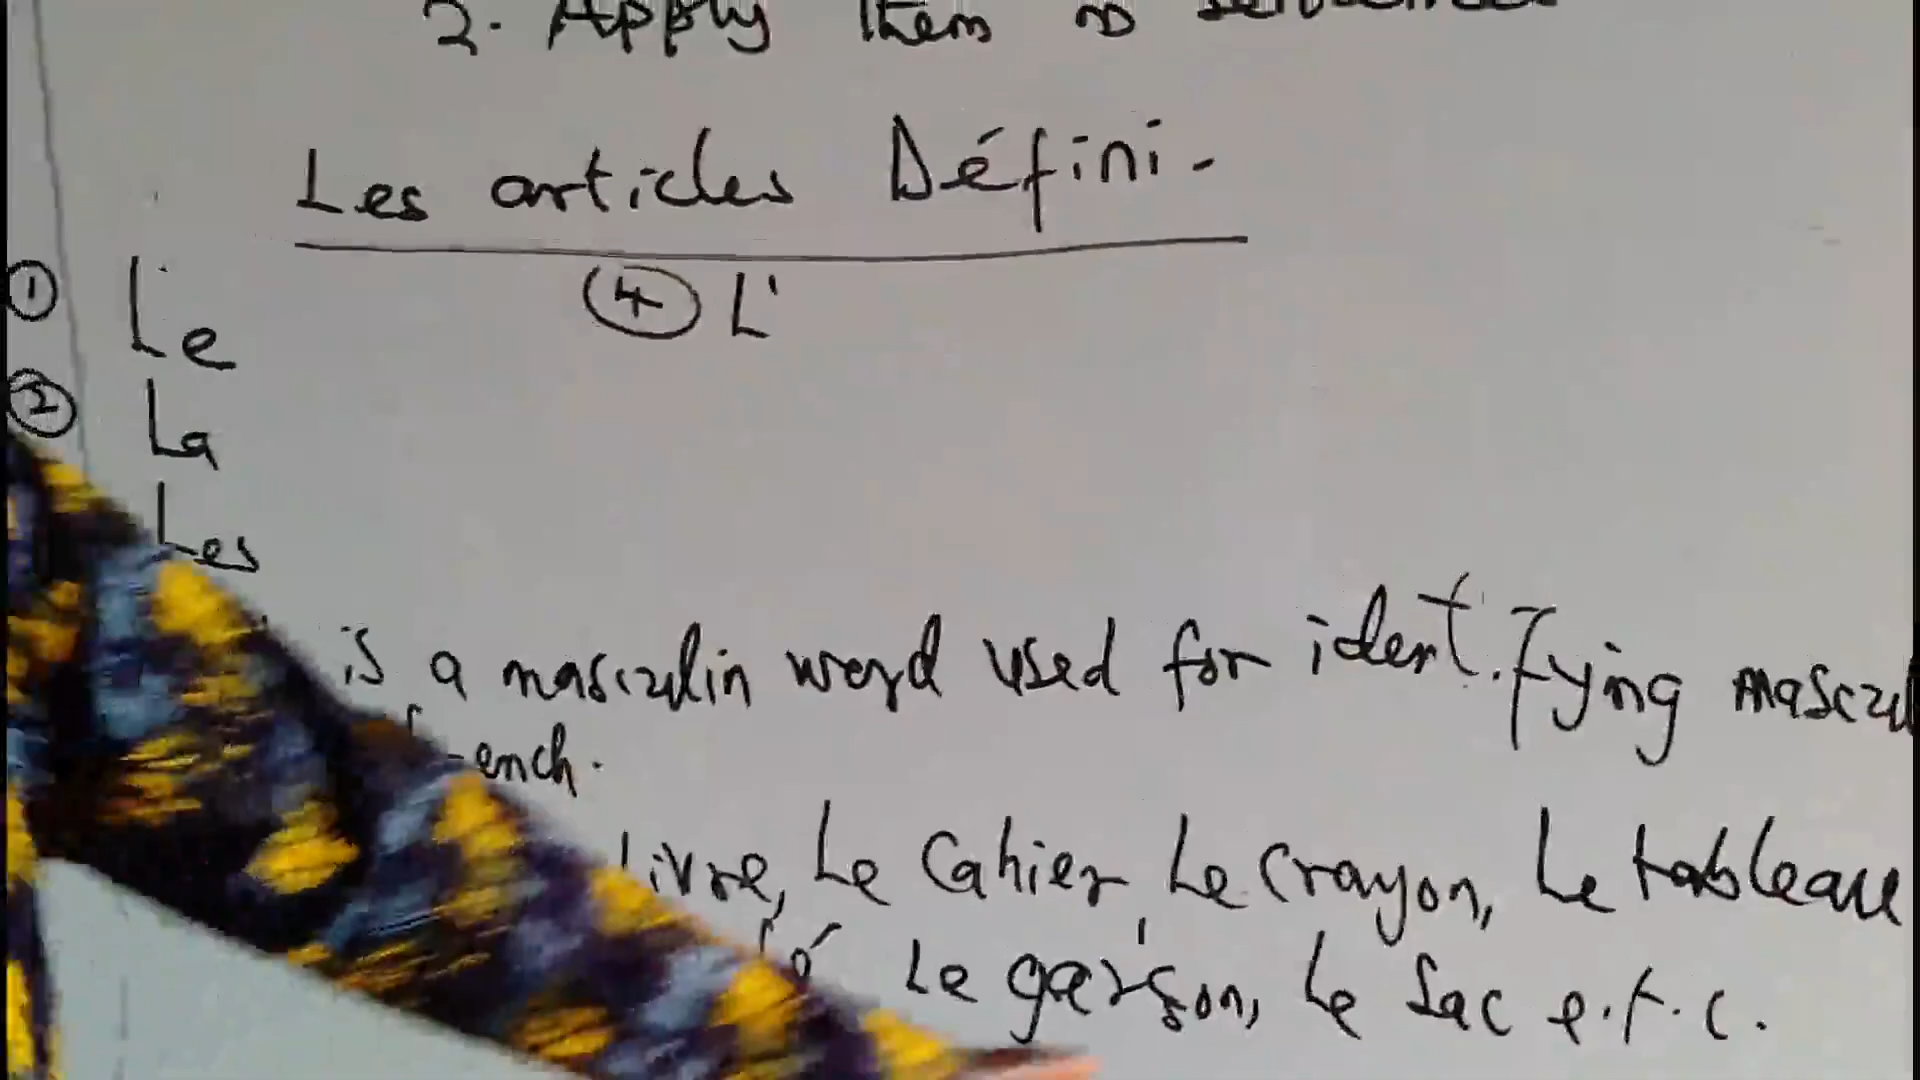 2. Apply them
Les articles Défini.
① Le
④ L'
② La
Les
is a masculin word used for identifying
ench.
Livre, Le Cahier, Le Crayon, Le tableau
Le garçon, Le Sac e.t.c.